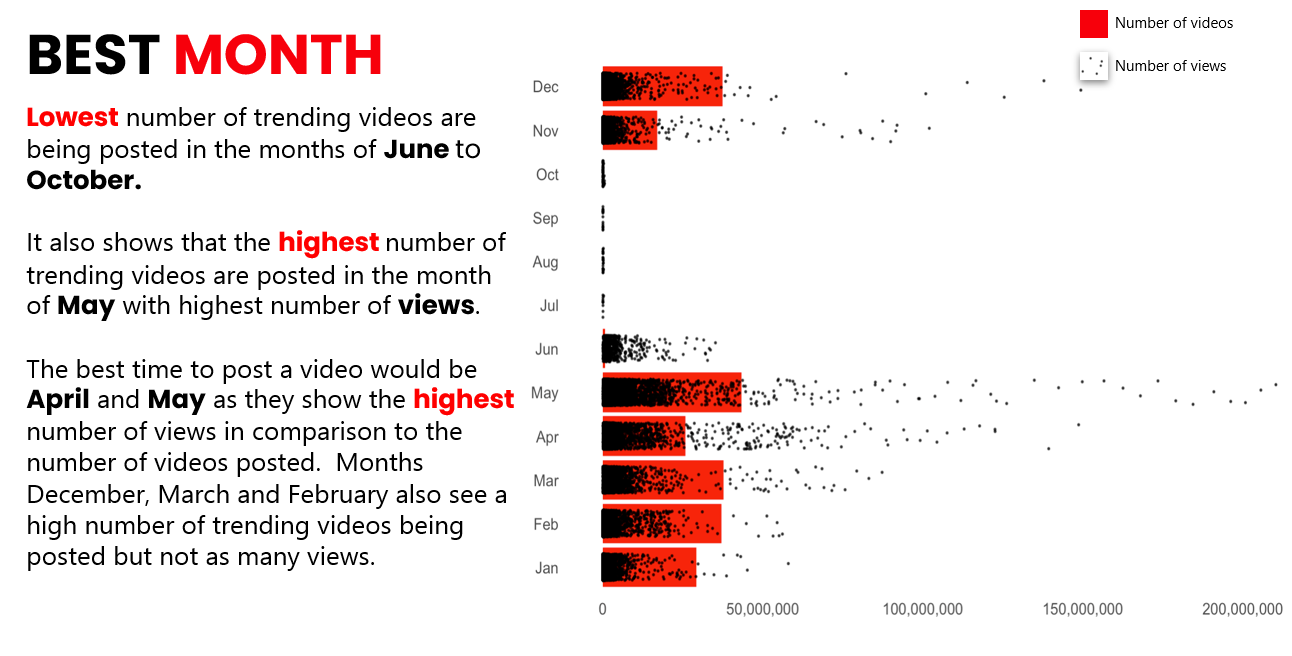 BEST MONTH
Lowest number of trending videos are
being posted in the months of June to
October.
It also shows that the highest number of
trending videos are posted in the month
of May with highest number of views.
The best time to post a video would be
April and May as they show the highest
number of views in comparison to the
number of videos posted.  Months
December, March and February also see a
high number of trending videos being
posted but not as many views.
Number of videos
Number of views
Dec
Nov
Oct
Sep
Aug
Jul
Jun
May
Apr
Mar
Feb
Jan
0
50,000,000
100,000,000
150,000,000
200,000,000